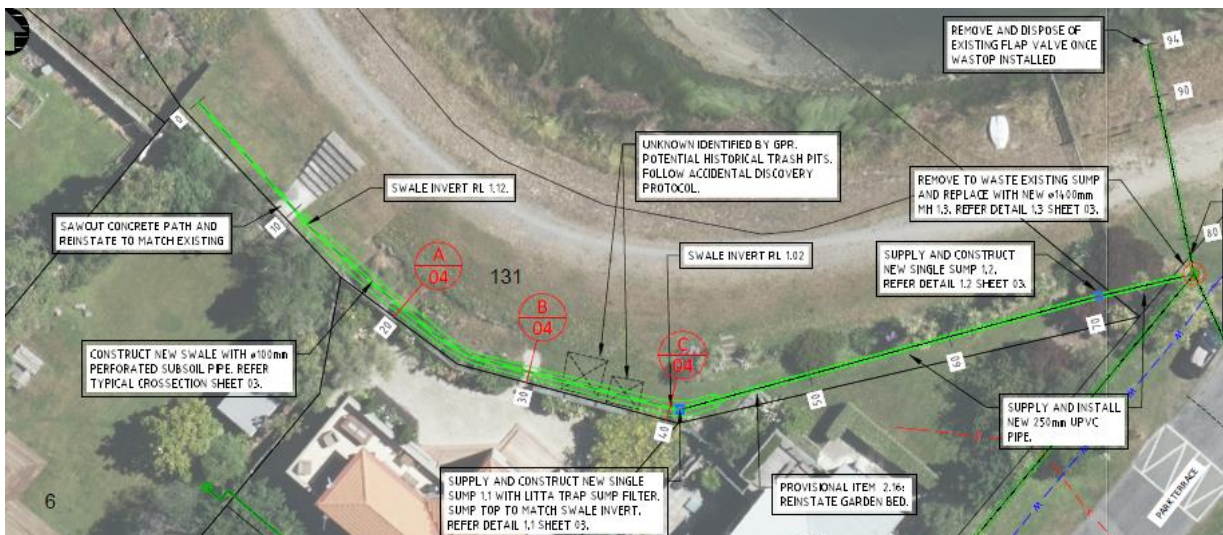 REMOVE AND DISPOSE OF
EXISTING FLAP VALVE ONCE
WASTOP INSTALLED
94
90
0
UNKNOWN IDENTIFIED BY GPR.
POTENTIAL HISTORICAL TRASH PITS.
FOLLOW ACCIDENTAL DISCOVERY
PROTOCOL.
SWALE INVERT RL 1.12.
REMOVE TO WASTE EXISTING SUMP
AND REPLACE WITH NEW ø1400mm
MH 1.3. REFER DETAIL 1.3 SHEET 03.
SAWCUT CONCRETE PATH AND
REINSTATE TO MATCH EXISTING
10
80
A
04
131
SWALE INVERT RL 1.02
SUPPLY AND CONSTRUCT
NEW SINGLE SUMP 1.2.
REFER DETAIL 1.2 SHEET 03.
B
04
20
70
C
04
CONSTRUCT NEW SWALE WITH ø100mm
PERFORATED SUBSOIL PIPE. REFER
TYPICAL CROSSECTION SHEET 03.
60
30
50
40
SUPPLY AND INSTALL
NEW 250mm UPVC
PIPE.
W
W
W
6
SUPPLY AND CONSTRUCT NEW SINGLE
SUMP 1.1 WITH LITTA TRAP SUMP FILTER.
SUMP TOP TO MATCH SWALE INVERT.
REFER DETAIL 1.1 SHEET 03.
PROVISIONAL ITEM 2.16:
REINSTATE GARDEN BED.
PARK TERRACE